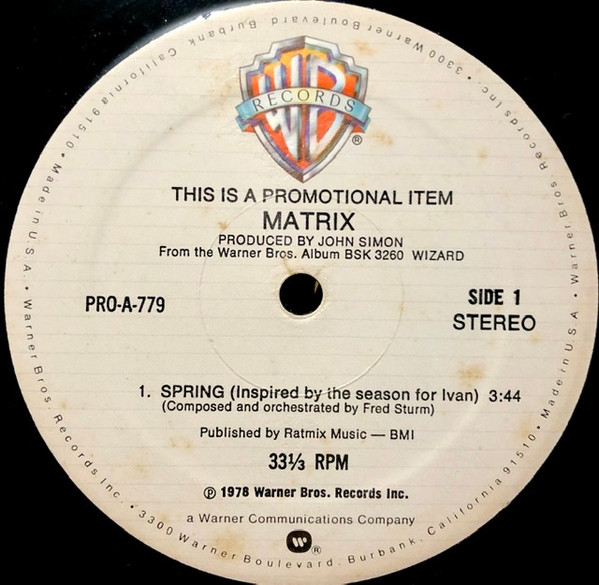 WB
RECORDS
®
THIS IS A PROMOTIONAL ITEM
MATRIX
PRODUCED BY JOHN SIMON
From the Warner Bros. Album BSK 3260 WIZARD
PRO-A-779
SIDE 1
STEREO
1. SPRING (Inspired by the season for Ivan) 3:44
(Composed and orchestrated by Fred Sturm)
Published by Ratmix Music — BMI
33⅓ RPM
℗ 1978 Warner Bros. Records Inc.
a Warner Communications Company
W ®
Made in U.S.A. • Warner Bros. Records Inc. • 3300 Warner Boulevard, Burbank, California 91510 • Made in U.S.A. • Warner Bros. Records Inc. • 3300 Warner Boulevard, Burbank, California 91510 •